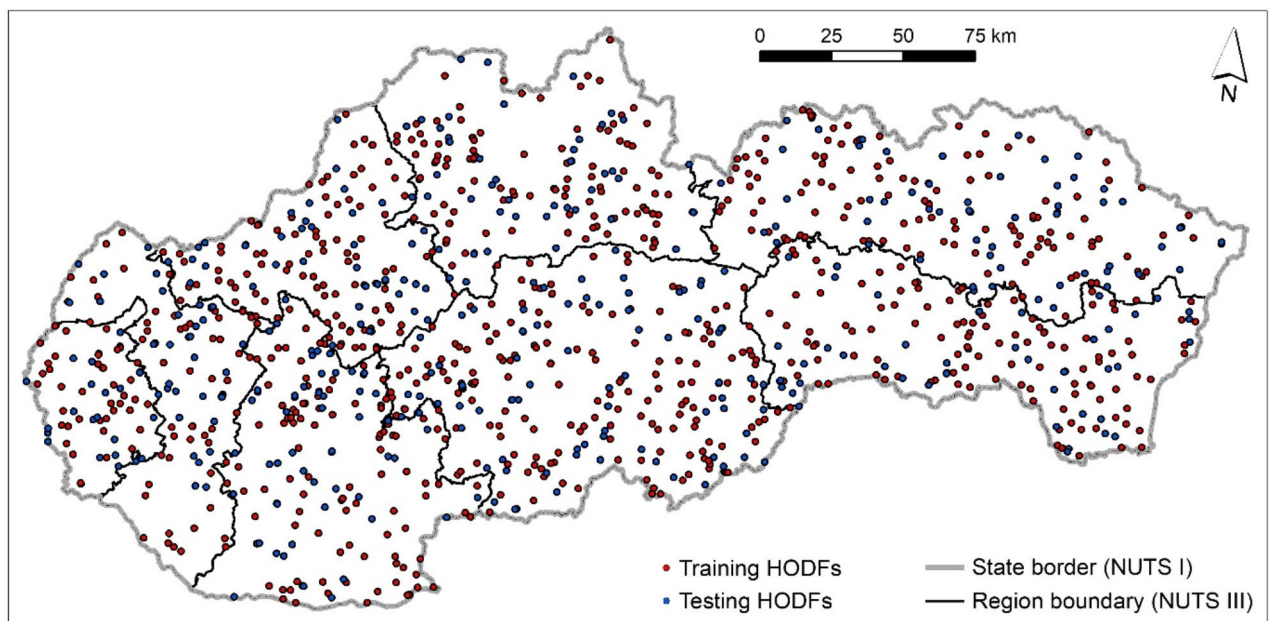 0 25 50 75 km
N
Training HODFs
Testing HODFs
State border (NUTS I)
Region boundary (NUTS III)